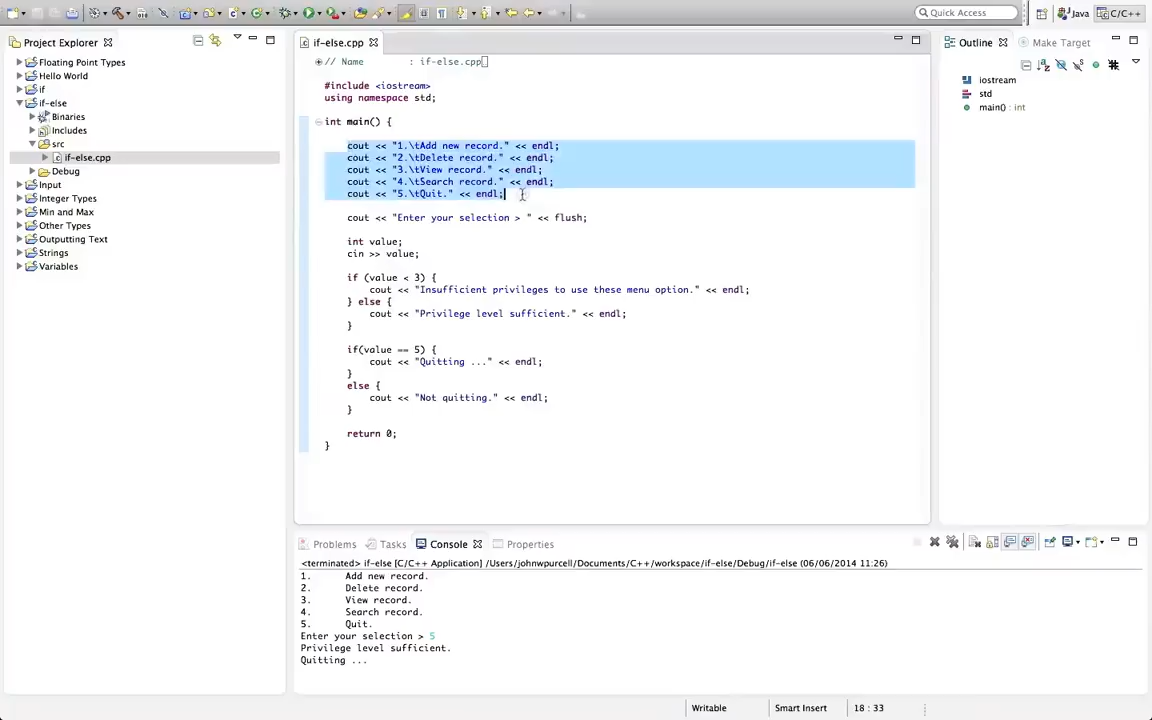 Quick Access
Java
C/C++
Project Explorer
Floating Point Types
Hello World
if
if-else
Binaries
Includes
src
if-else.cpp
Debug
Input
Integer Types
Min and Max
Other Types
Outputting Text
Strings
Variables
if-else.cpp
// Name : if-else.cpp
#include <iostream>
using namespace std;
int main() {
cout << "1.\tAdd new record." << endl;
cout << "2.\tDelete record." << endl;
cout << "3.\tView record." << endl;
cout << "4.\tSearch record." << endl;
cout << "5.\tQuit." << endl;
cout << "Enter your selection > " << flush;
int value;
cin >> value;
if (value < 3) {
cout << "Insufficient privileges to use these menu option." << endl;
} else {
cout << "Privilege level sufficient." << endl;
}
if(value == 5) {
cout << "Quitting ..." << endl;
}
else {
cout << "Not quitting." << endl;
}
return 0;
}
Outline
Make Target
iostream
std
main() : int
Problems
Tasks
Console
Properties
<terminated> if-else [C/C++ Application] /Users/johnwpurcell/Documents/C++/workspace/if-else/Debug/if-else (06/06/2014 11:26)
1. Add new record.
2. Delete record.
3. View record.
4. Search record.
5. Quit.
Enter your selection > 5
Privilege level sufficient.
Quitting ...
Writable
Smart Insert
18 : 33